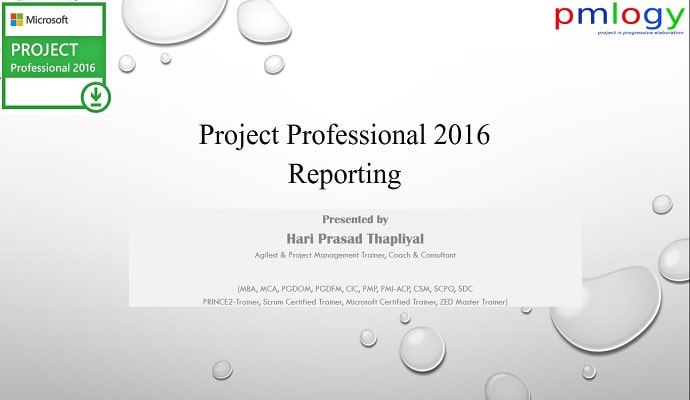 Microsoft
PROJECT
Professional 2016
pmlogy
project is progressive elaboration
Project Professional 2016
Reporting
Presented by
Hari Prasad Thapliyal
Agilest & Project Management Trainer, Coach & Consultant
(MBA, MCA, PGDOM, PGDFM, CIC, PMP, PMI-ACP, CSM, SCPO, SDC
PRINCE2-Trainer, Scrum Certified Trainer, Microsoft Certified Trainer, ZED Master Trainer)